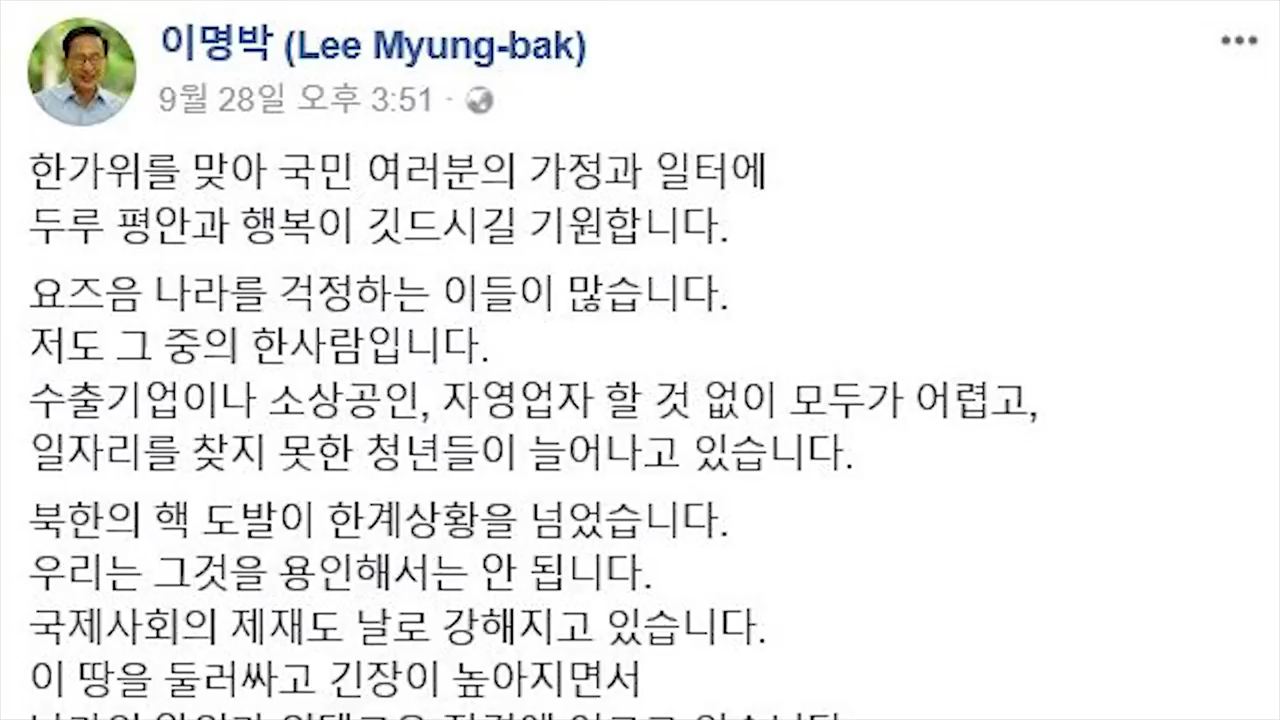 이명박 (Lee Myung-bak)
9월 28일 오후 3:51 ·
한가위를 맞아 국민 여러분의 가정과 일터에
두루 평안과 행복이 깃드시길 기원합니다.
요즈음 나라를 걱정하는 이들이 많습니다.
저도 그 중의 한사람입니다.
수출기업이나 소상공인, 자영업자 할 것 없이 모두가 어렵고,
일자리를 찾지 못한 청년들이 늘어나고 있습니다.
북한의 핵 도발이 한계상황을 넘었습니다.
우리는 그것을 용인해서는 안 됩니다.
국제사회의 제재도 날로 강해지고 있습니다.
이 땅을 둘러싸고 긴장이 높아지면서